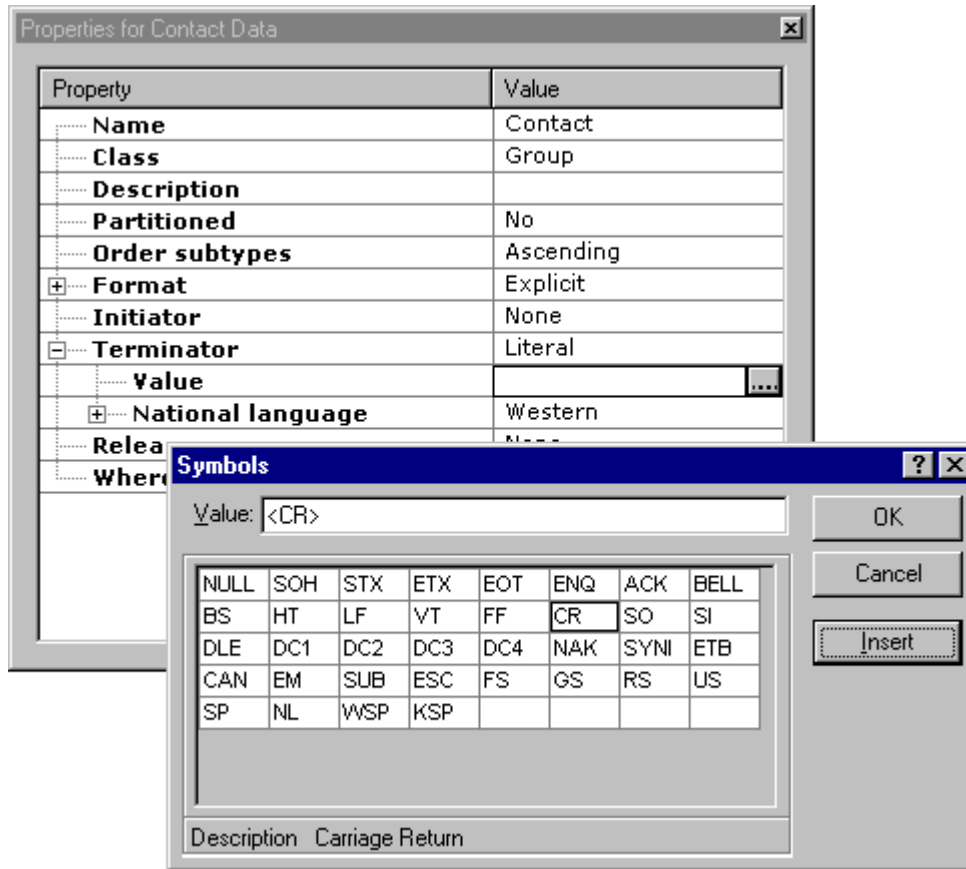 Properties for Contact Data
Property Value
Name Contact
Class Group
Description
Partitioned No
Order subtypes Ascending
Format Explicit
Initiator None
Terminator Literal
Value ....
National language Western
Relea
Where
Symbols
Value: <CR>
OK
Cancel
Insert
NULL SOH STX ETX EOT ENQ ACK BELL
BS HT LF VT FF CR SO SI
DLE DC1 DC2 DC3 DC4 NAK SYNI ETB
CAN EM SUB ESC FS GS RS US
SP NL WSP KSP
Description Carriage Return